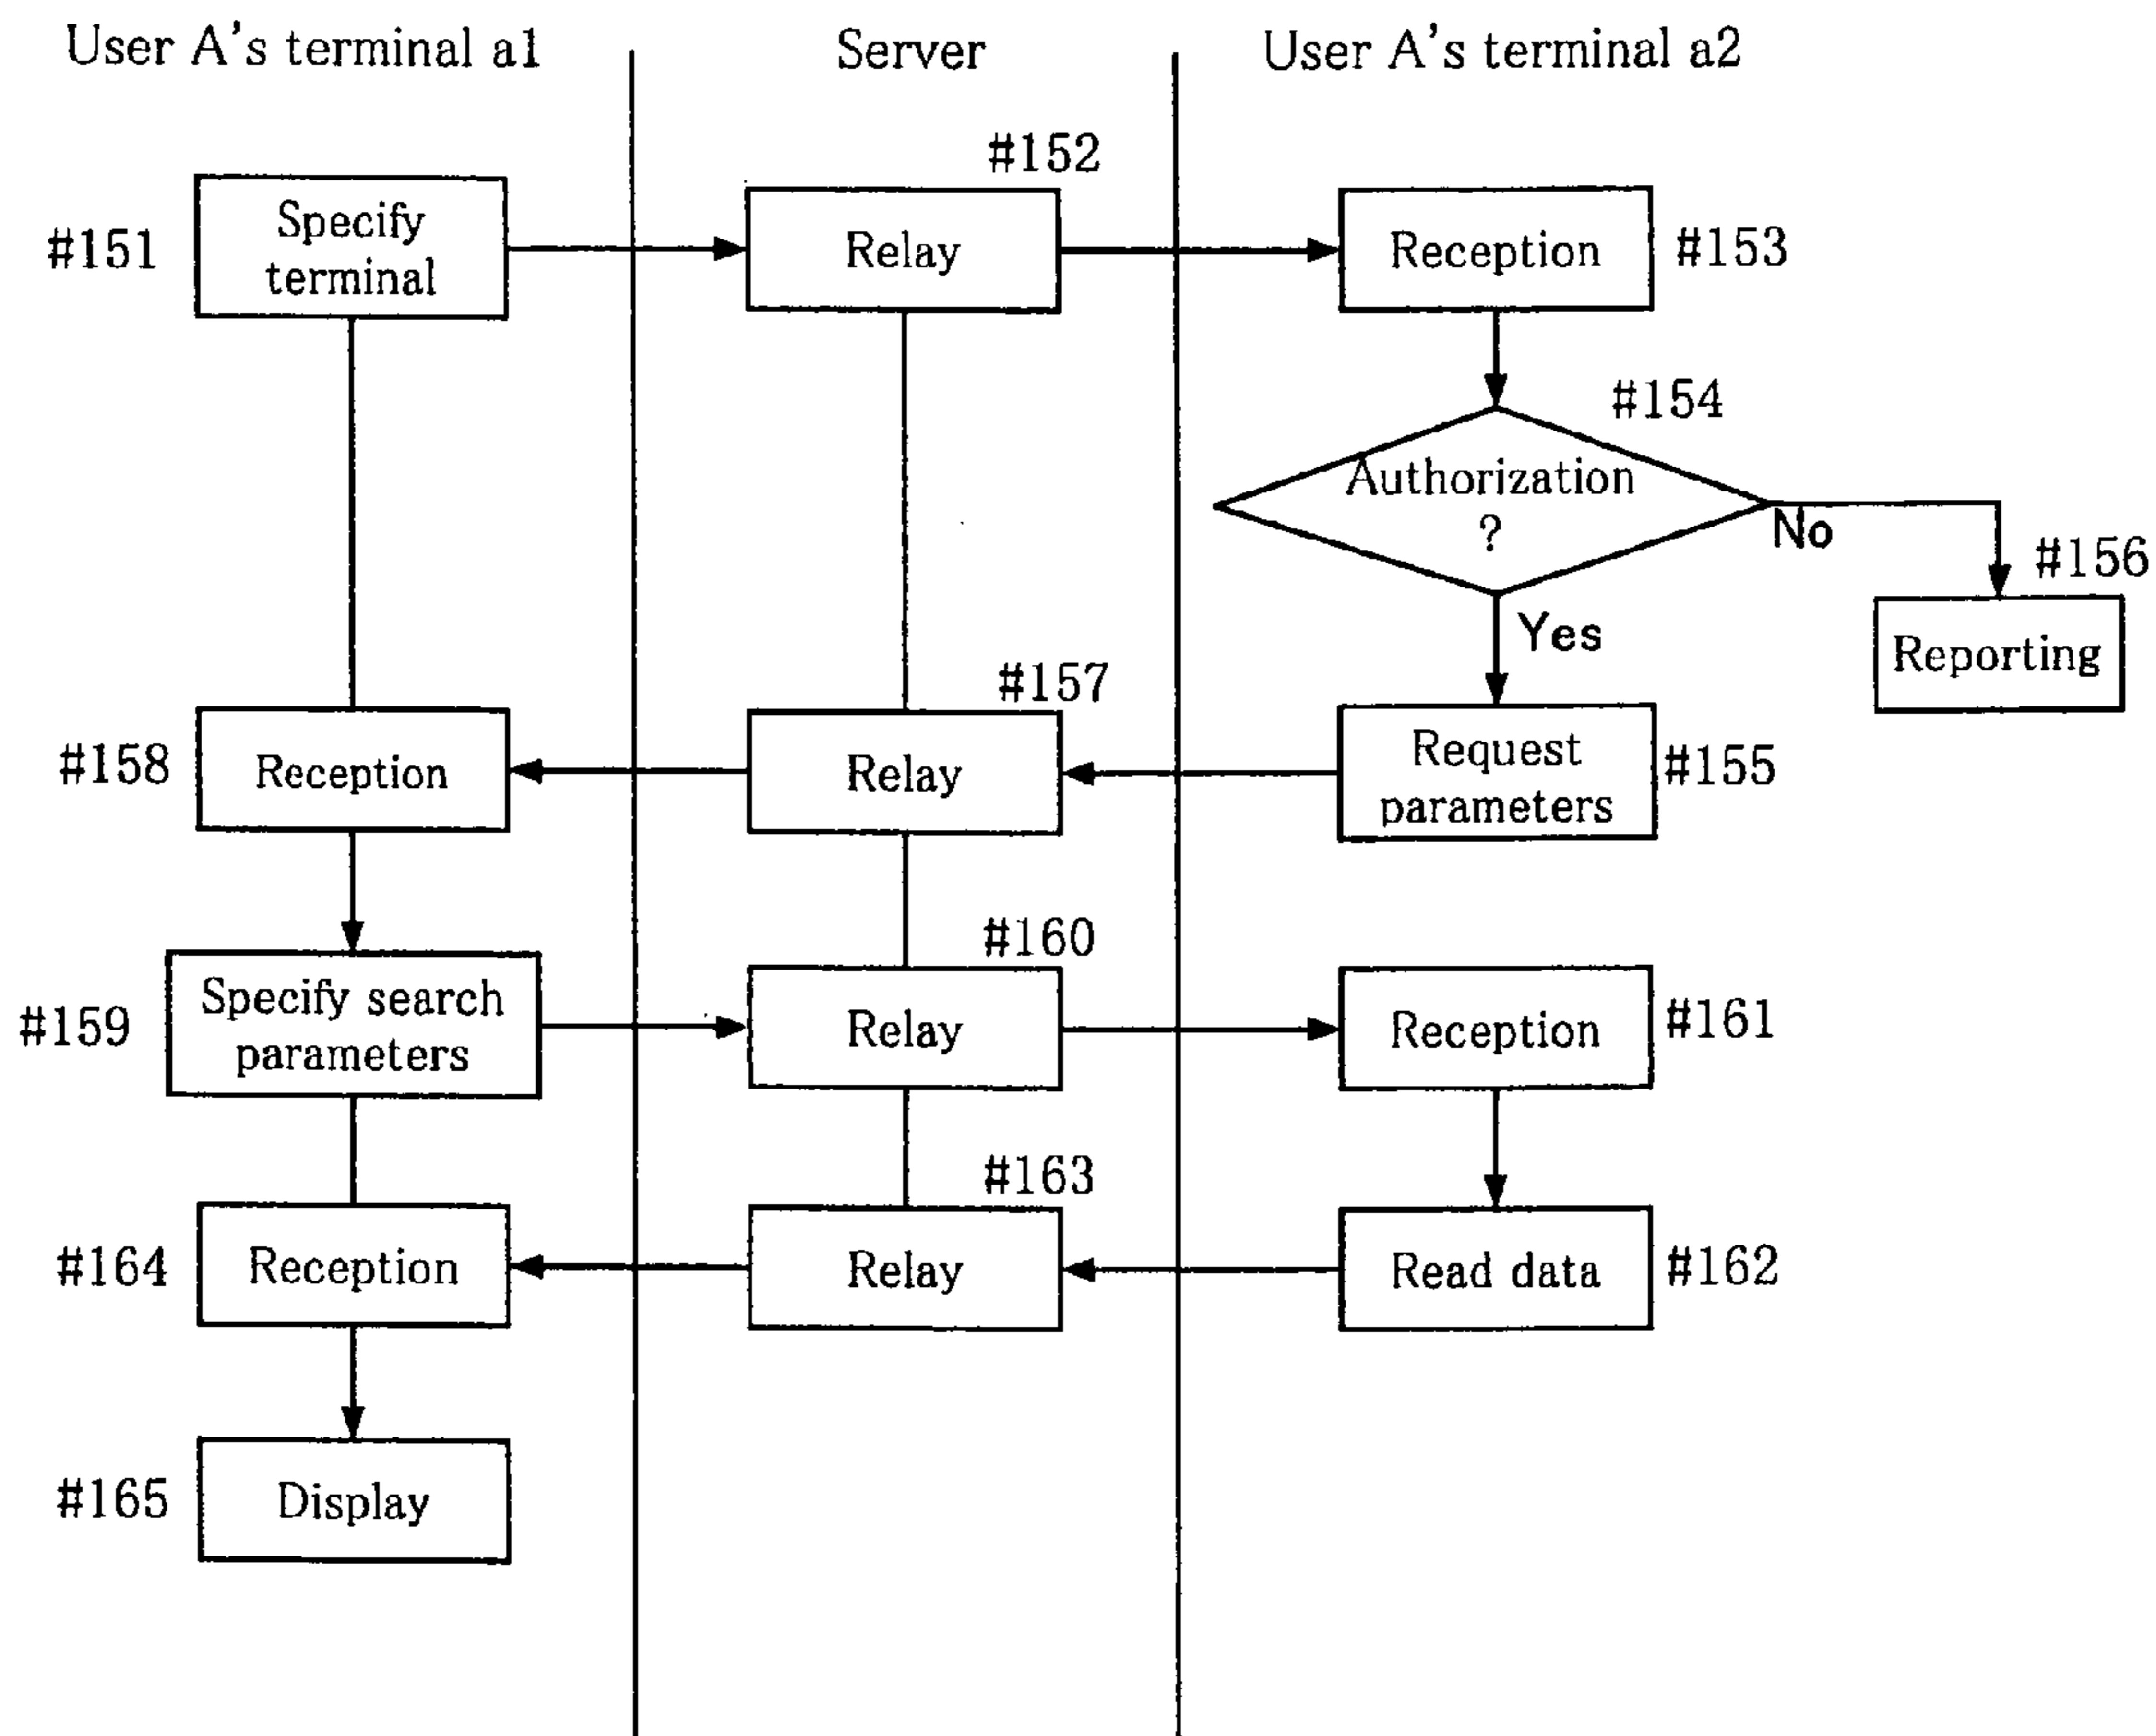 User A's terminal a1
Server
User A's terminal a2
#152
#151
Specify
terminal
Relay
Reception
#153
#154
Authorization
?
No
#156
Reporting
Yes
#157
#158
Reception
Relay
Request
parameters
#155
#160
#159
Specify search
parameters
Relay
Reception
#161
#163
#164
Reception
Relay
Read data
#162
#165
Display